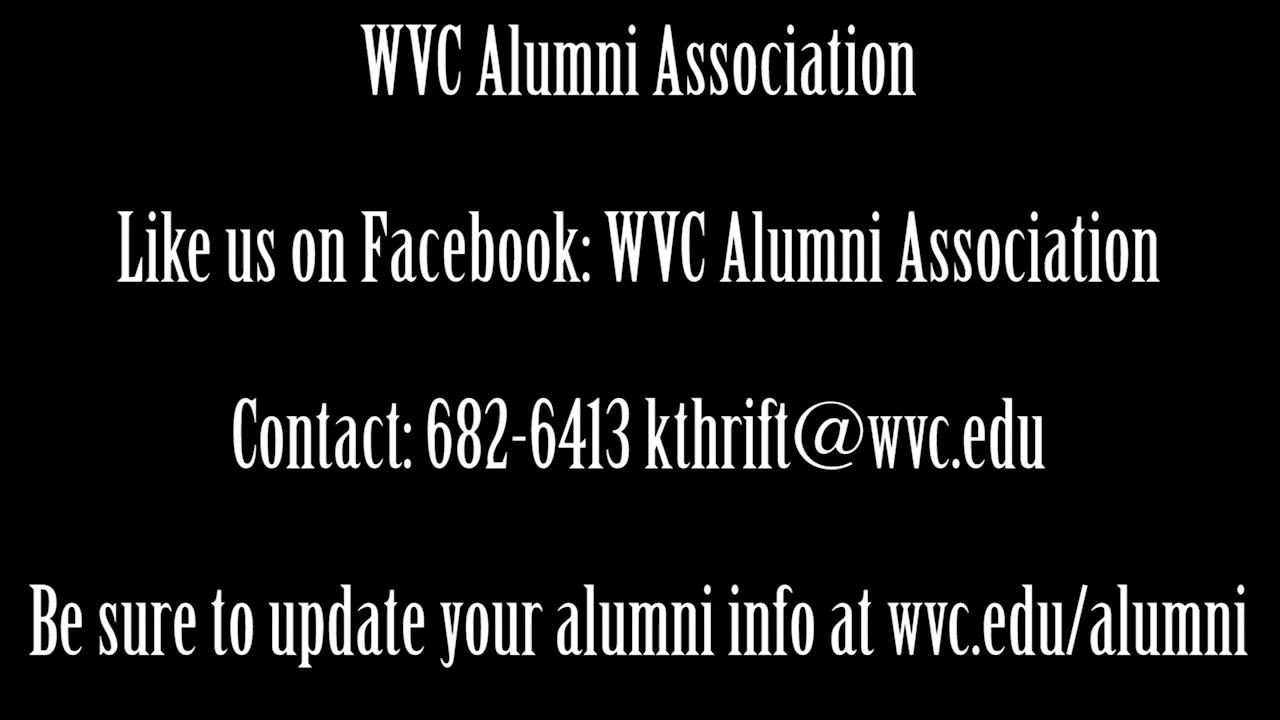 WVC Alumni Association
Like us on Facebook: WVC Alumni Association
Contact: 682-6413 kthrift@wvc.edu
Be sure to update your alumni info at wvc.edu/alumni